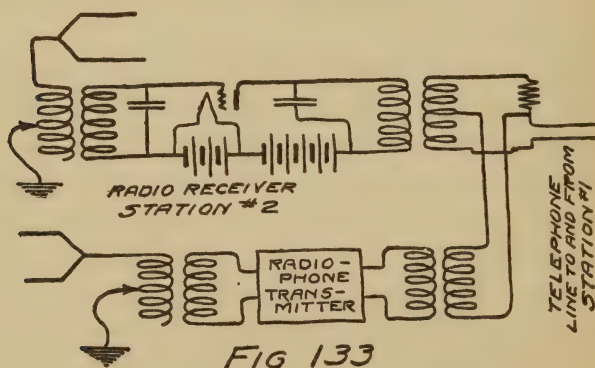 RADIO RECEIVER
STATION #2
RADIO-
PHONE
TRANS-
MITTER
TELEPHONE
LINE TO AND FROM
STATION #1
FIG 133